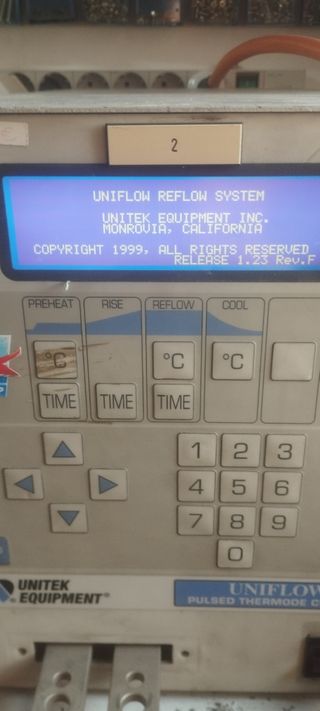 2
UNIFLOW REFLOW SYSTEM
UNITEK EQUIPMENT INC.
MONROVIA, CALIFORNIA
COPYRIGHT 1999, ALL RIGHTS RESERVED
RELEASE 1.23 Rev.F
PREHEAT RISE REFLOW COOL
°C °C °C
TIME TIME TIME
1 2 3
4 5 6
7 8 9
0
UNITEK
EQUIPMENT®
UNIFLOW
PULSED THERMODE C